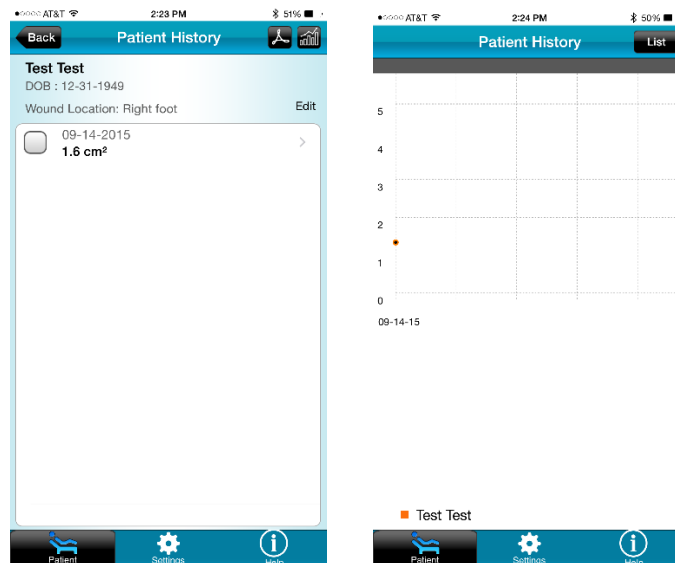 AT&T 2:23 PM 51%
Back Patient History
Test Test
DOB : 12-31-1949
Wound Location: Right foot Edit
09-14-2015
1.6 cm²
Patient Settings Help
AT&T 2:24 PM 50%
Patient History List
5
4
3
2
1
0
09-14-15
Test Test
Patient Settings Help